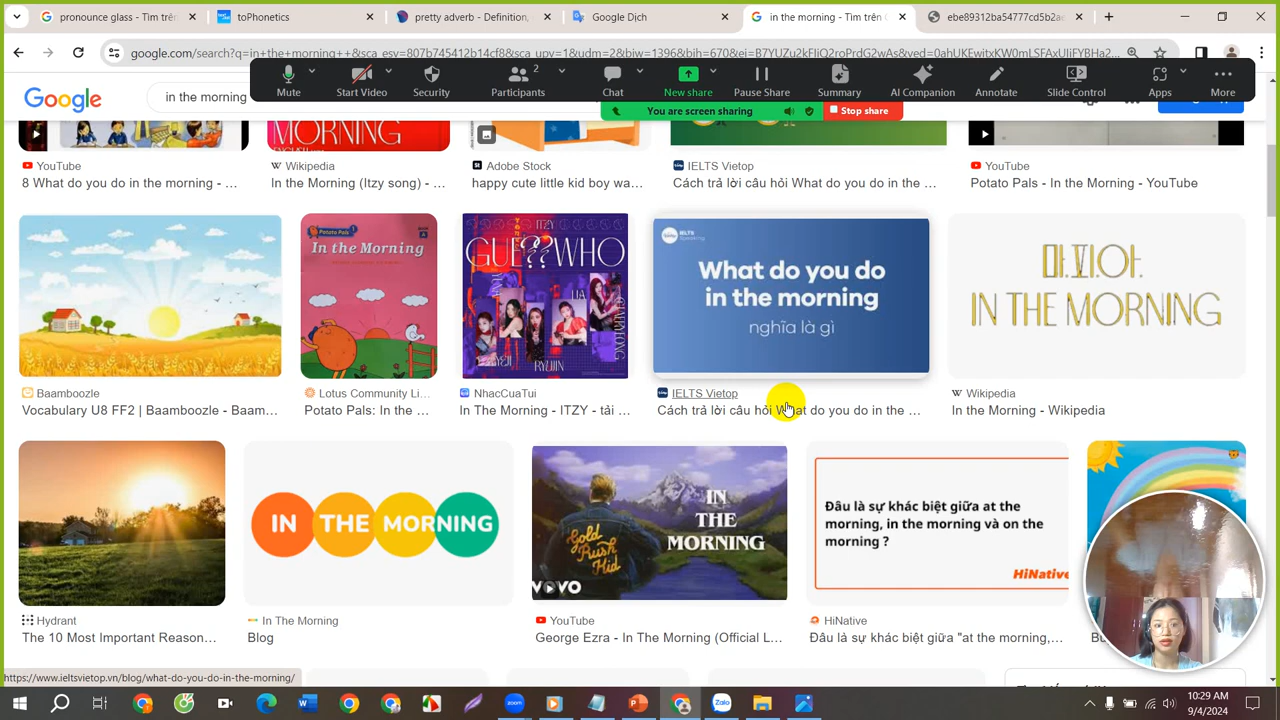 pronounce glass - Tìm trên
toPhonetics
pretty adverb - Definition,
Google Dịch
in the morning - Tìm trên
Mute
Start Video
Security
Participants
2
Chat
New share
Pause Share
Summary
AI Companion
Annotate
Slide Control
Apps
More
You are screen sharing
Stop share
Google
in the morning
MORNING
YouTube
8 What do you do in the morning - ...
Wikipedia
In the Morning (Itzy song) - ...
Adobe Stock
happy cute little kid boy wa...
IELTS Vietop
Cách trả lời câu hỏi What do you do in the ...
YouTube
Potato Pals - In the Morning - YouTube
Potato Pals
In the Morning
ITZY
GUE??WHO
LIA
YEJI
RYUJIN
What do you do
in the morning
nghĩa là gì
IN THE MORNING
Baamboozle
Vocabulary U8 FF2 | Baamboozle - Baam...
Lotus Community Li...
Potato Pals: In the ...
NhacCuaTui
In The Morning - ITZY - tải ...
IELTS Vietop
Cách trả lời câu hỏi What do you do in the ...
Wikipedia
In the Morning - Wikipedia
IN THE MORNING
Gold
Rush
Kid
IN
THE
MORNING
VEVO
Đâu là sự khác biệt giữa at the
morning, in the morning và on the
morning ?
HiNative
Hydrant
The 10 Most Important Reason...
In The Morning
Blog
YouTube
George Ezra - In The Morning (Official L...
HiNative
Đâu là sự khác biệt giữa "at the morning,...
https://www.ieltsvietop.vn/blog/what-do-you-do-in-the-morning/
zoom
Zalo
10:29 AM
9/4/2024